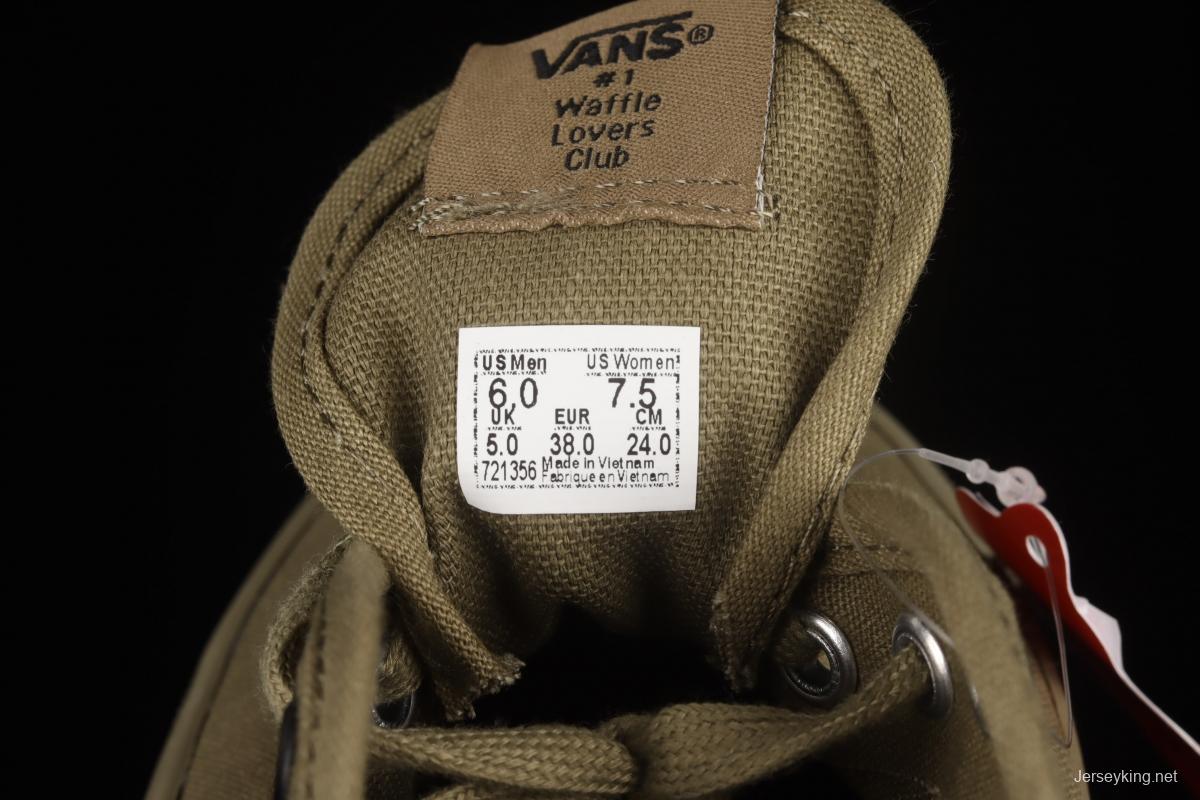 VANS®
#1
Waffle
Lovers
Club
US Men US Women
6.0 7.5
UK EUR CM
5.0 38.0 24.0
721356 Made in Vietnam
Fabrique en Vietnam
Jerseyking.net